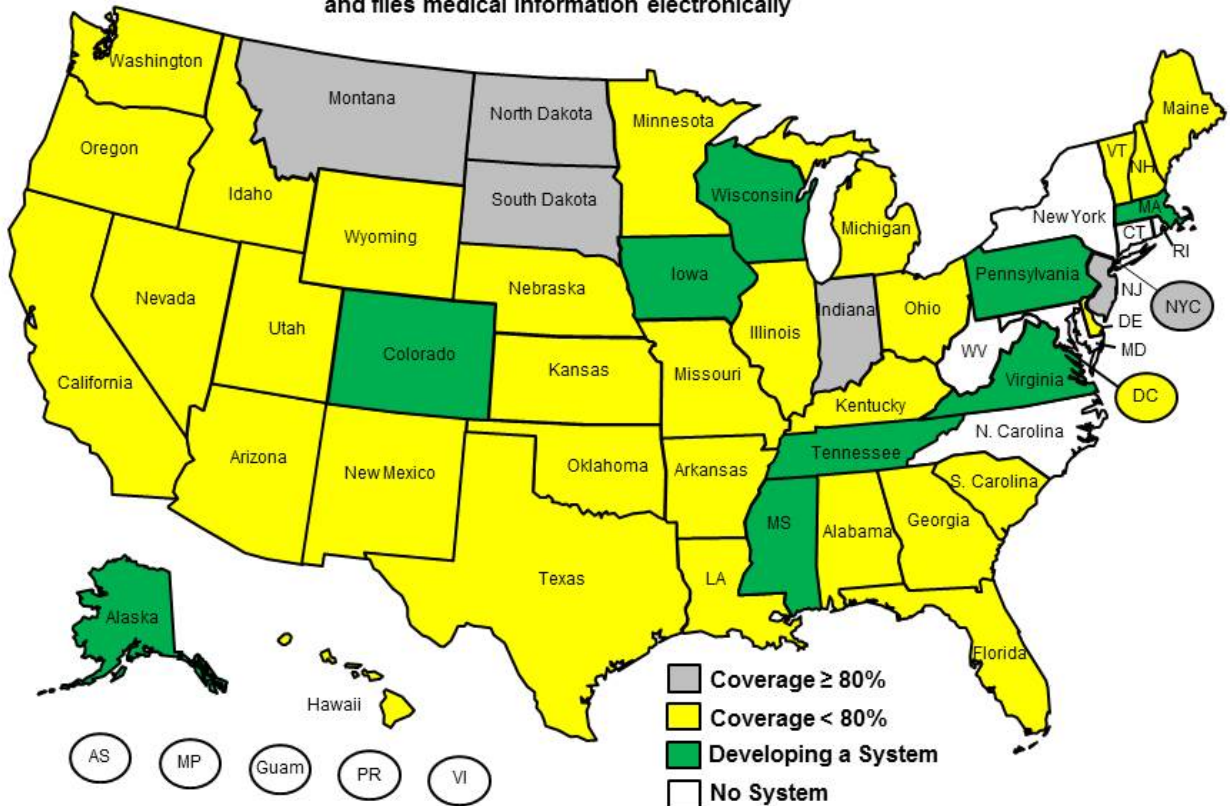 and files medical information electronically
Washington
Montana
North Dakota
Minnesota
Maine
Oregon
Idaho
South Dakota
Wisconsin
VT
NH
New York
MA
Wyoming
Michigan
CT
RI
Iowa
Pennsylvania
Nevada
Nebraska
Indiana
Ohio
NJ
NYC
Utah
Illinois
DE
Colorado
WV
MD
California
Kansas
Missouri
Virginia
DC
Kentucky
N. Carolina
Arizona
New Mexico
Oklahoma
Arkansas
Tennessee
S. Carolina
MS
Alabama
Georgia
Texas
LA
Alaska
Florida
Hawaii
AS
MP
Guam
PR
VI
Coverage ≥ 80%
Coverage < 80%
Developing a System
No System